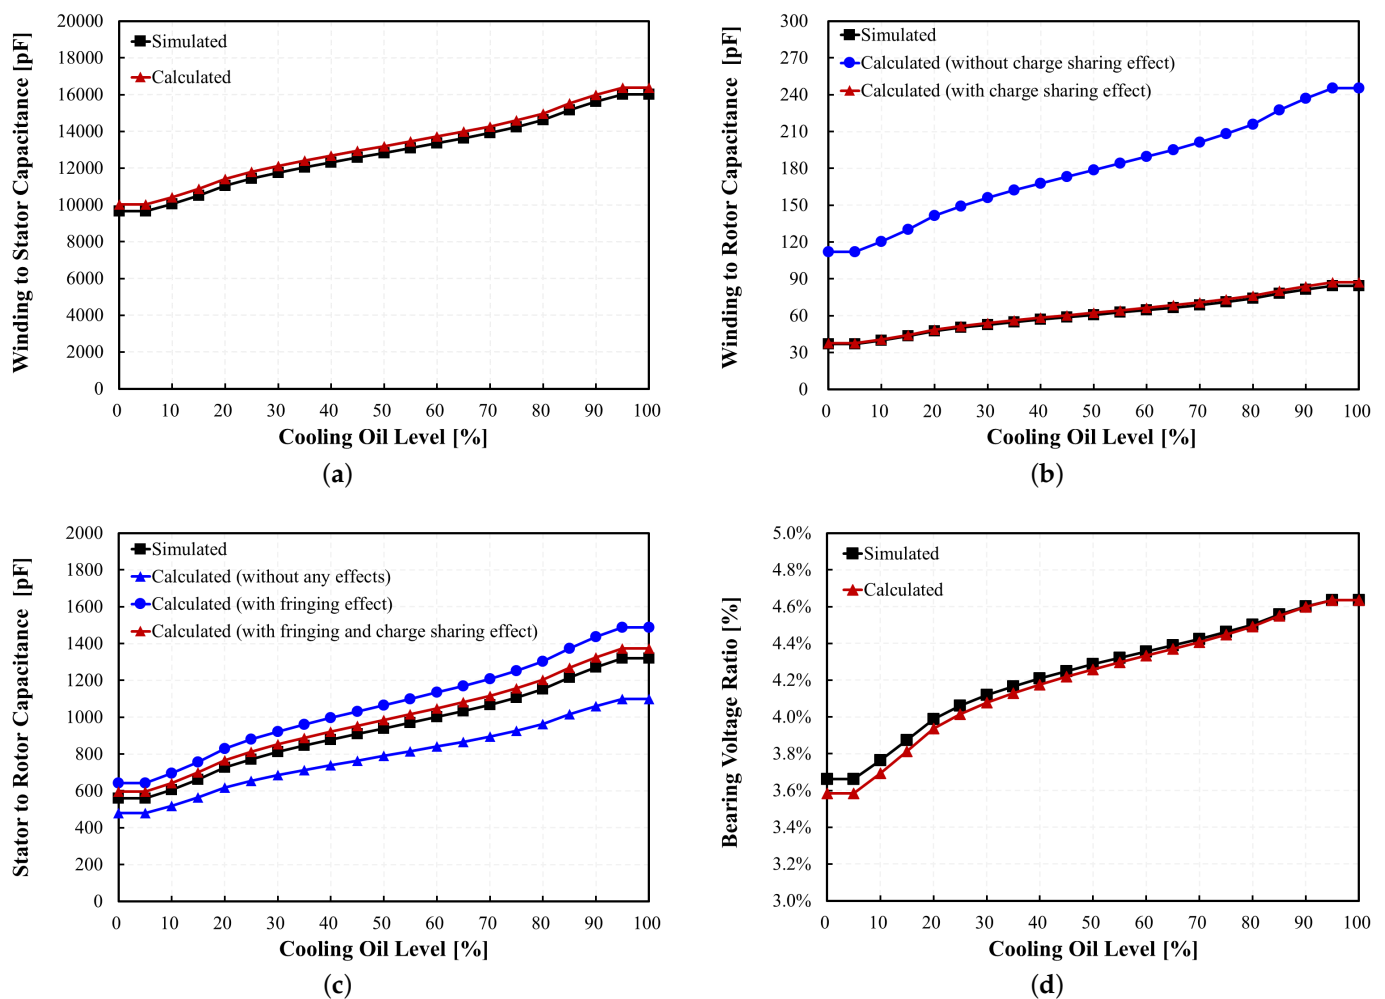 Winding to Stator Capacitance [pF]
20000
18000
16000
14000
12000
10000
8000
6000
4000
2000
0
Simulated
Calculated
0 10 20 30 40 50 60 70 80 90 100
Cooling Oil Level [%]
(a)
Winding to Rotor Capacitance [pF]
300
270
240
210
180
150
120
90
60
30
0
Simulated
Calculated (without charge sharing effect)
Calculated (with charge sharing effect)
0 10 20 30 40 50 60 70 80 90 100
Cooling Oil Level [%]
(b)
Stator to Rotor Capacitance [pF]
2000
1800
1600
1400
1200
1000
800
600
400
200
0
Simulated
Calculated (without any effects)
Calculated (with fringing effect)
Calculated (with fringing and charge sharing effect)
0 10 20 30 40 50 60 70 80 90 100
Cooling Oil Level [%]
(c)
Bearing Voltage Ratio [%]
5.0%
4.8%
4.6%
4.4%
4.2%
4.0%
3.8%
3.6%
3.4%
3.2%
3.0%
Simulated
Calculated
0 10 20 30 40 50 60 70 80 90 100
Cooling Oil Level [%]
(d)